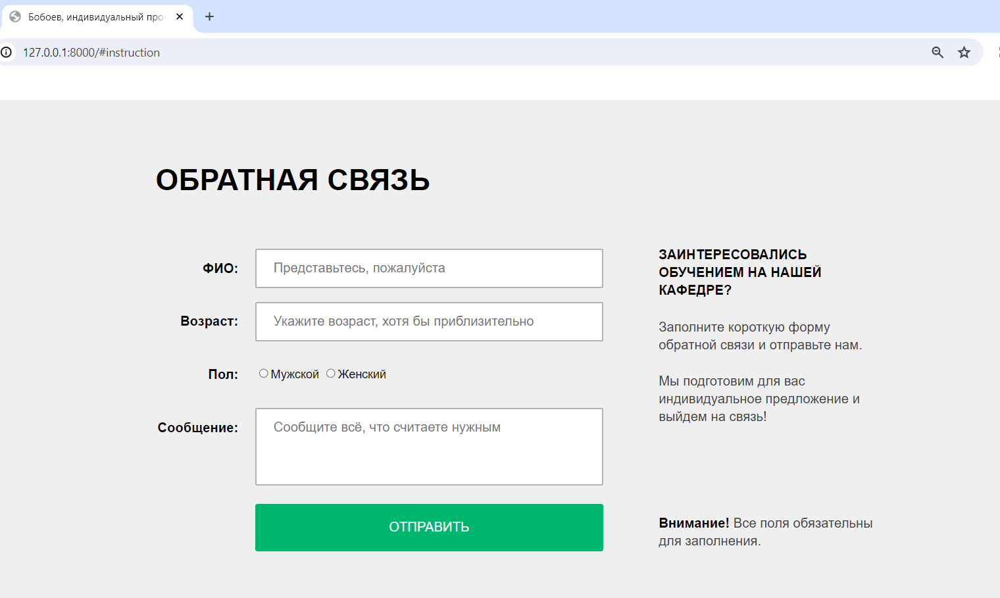 Бобоев, индивидуальный про
127.0.0.1:8000/#instruction
ОБРАТНАЯ СВЯЗЬ
ФИО:
Представьтесь, пожалуйста
Возраст:
Укажите возраст, хотя бы приблизительно
Пол:
Мужской Женский
Сообщение:
Сообщите всё, что считаете нужным
ОТПРАВИТЬ
ЗАИНТЕРЕСОВАЛИСЬ
ОБУЧЕНИЕМ НА НАШЕЙ
КАФЕДРЕ?
Заполните короткую форму
обратной связи и отправьте нам.
Мы подготовим для вас
индивидуальное предложение и
выйдем на связь!
Внимание! Все поля обязательны
для заполнения.